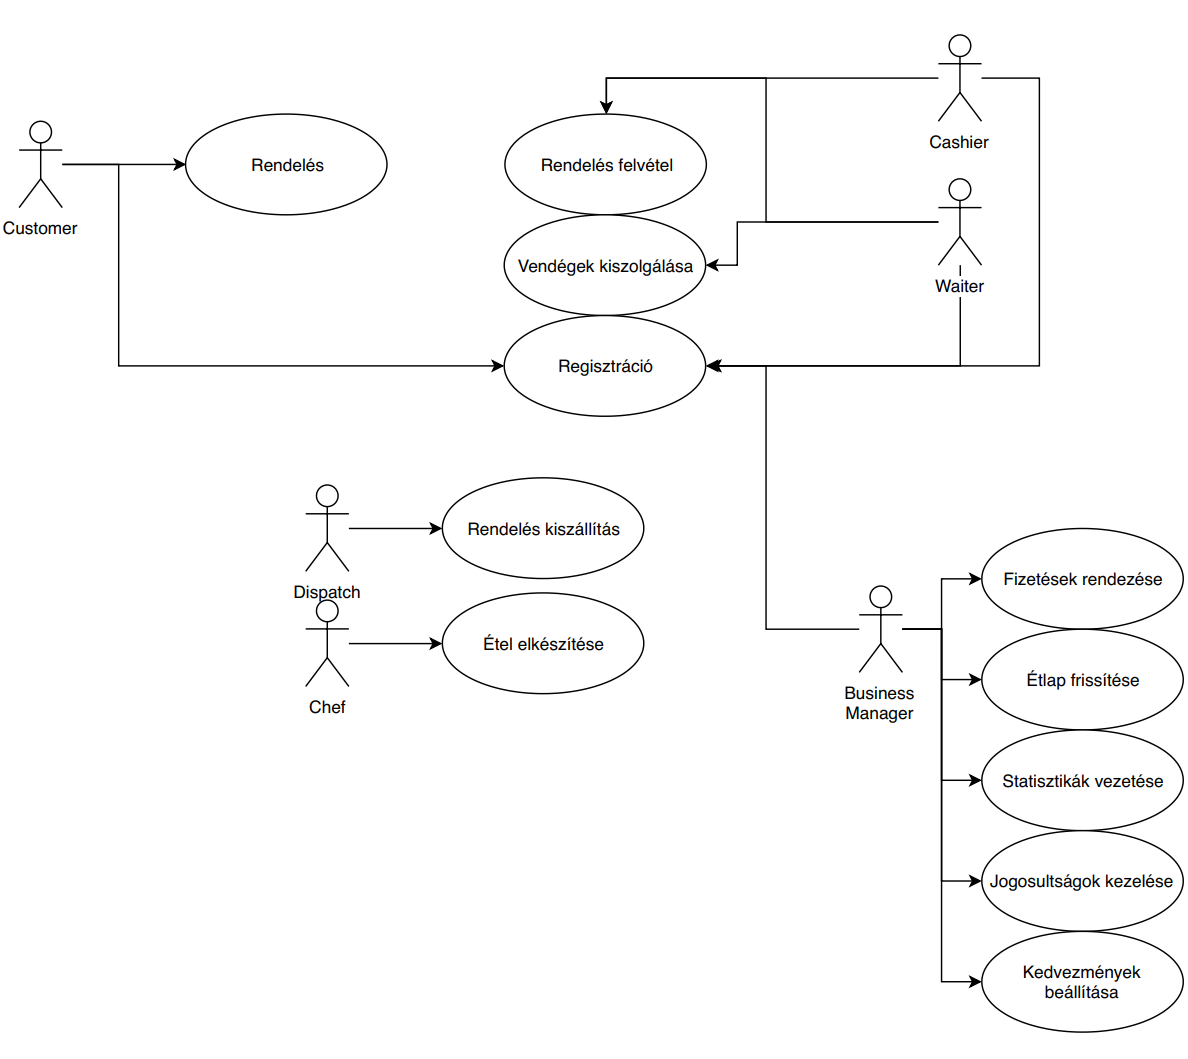 Cashier
Customer
Rendelés
Rendelés felvétel
Vendégek kiszolgálása
Waiter
Regisztráció
Dispatch
Rendelés kiszállítás
Chef
Étel elkészítése
Business
Manager
Fizetések rendezése
Étlap frissítése
Statisztikák vezetése
Jogosultságok kezelése
Kedvezmények
beállítása